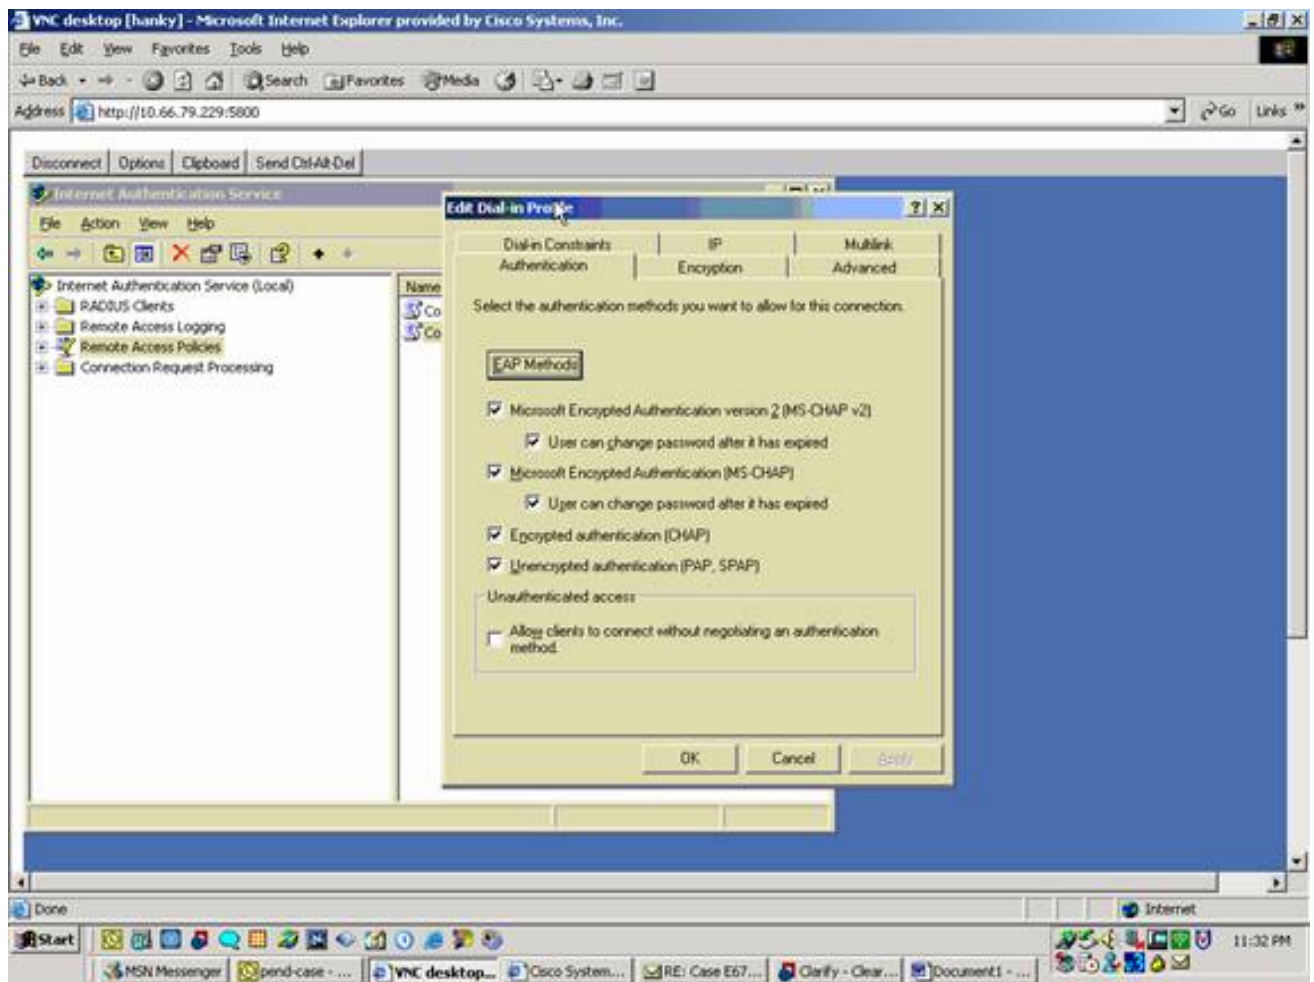 VNC desktop [hanky] - Microsoft Internet Explorer provided by Cisco Systems, Inc.
File Edit View Favorites Tools Help
Back Search Favorites Media
Address http://10.66.79.229:5800 Go Links »
Disconnect Options Clipboard Send Ctrl-Alt-Del
Internet Authentication Service
File Action View Help
Internet Authentication Service (Local)
RADIUS Clients
Remote Access Logging
Remote Access Policies
Connection Request Processing
Name
Co
Co
Edit Dial-in Profile
Dial-in Constraints IP Multilink
Authentication Encryption Advanced
Select the authentication methods you want to allow for this connection.
EAP Methods
Microsoft Encrypted Authentication version 2 (MS-CHAP v2)
User can change password after it has expired
Microsoft Encrypted Authentication (MS-CHAP)
User can change password after it has expired
Encrypted authentication (CHAP)
Unencrypted authentication (PAP, SPAP)
Unauthenticated access
Allow clients to connect without negotiating an authentication
method.
OK Cancel Apply
Done Internet
Start 11:32 PM
MSN Messenger pend-case - ... VNC desktop... Cisco System... RE: Case E67... Clarify - Clear... Document1 - ...